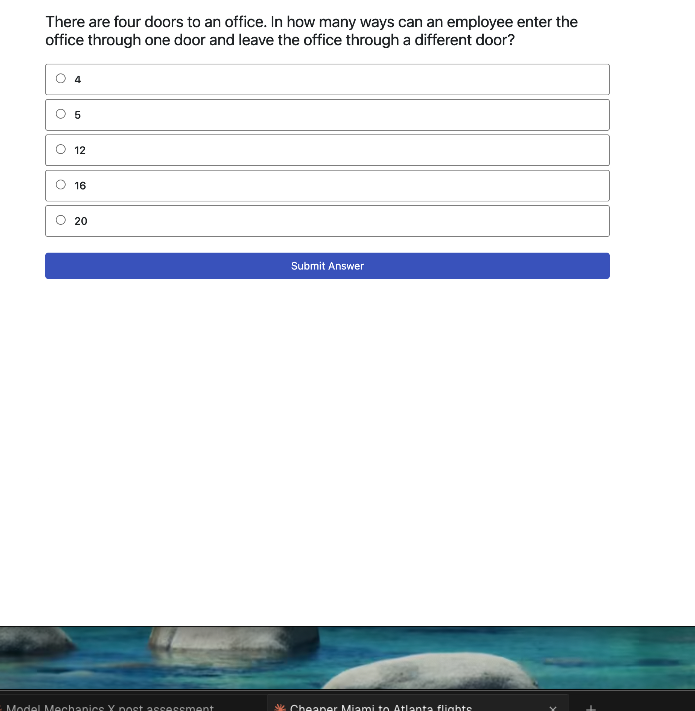 There are four doors to an office. In how many ways can an employee enter the
office through one door and leave the office through a different door?
4
5
12
16
20
Submit Answer
Model Mechanics X post assessment
Cheaper Miami to Atlanta flights